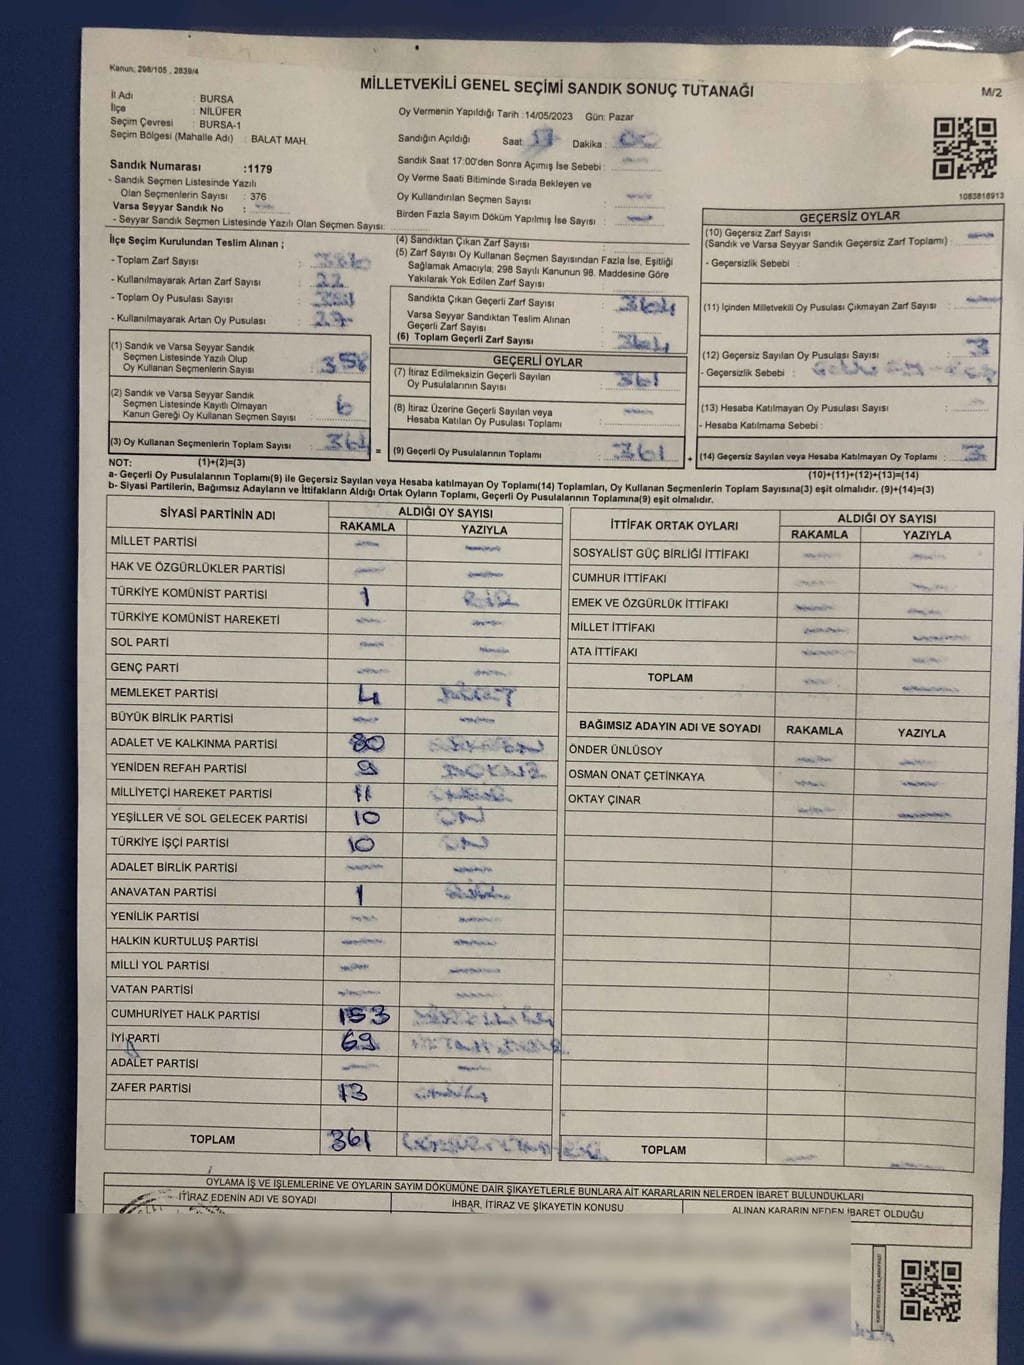 Kanun, 298/105 , 2839/4
MİLLETVEKİLİ GENEL SEÇİMİ SANDIK SONUÇ TUTANAĞI
M/2
İl Adı : BURSA
İlçe : NİLÜFER
Seçim Çevresi : BURSA-1
Seçim Bölgesi (Mahalle Adı) : BALAT MAH.
Sandık Numarası :1179
- Sandık Seçmen Listesinde Yazılı
Olan Seçmenlerin Sayısı : 376
Varsa Seyyar Sandık No :
- Seyyar Sandık Seçmen Listesinde Yazılı Olan Seçmen Sayısı:
Oy Vermenin Yapıldığı Tarih :14/05/2023 Gün: Pazar
Sandığın Açıldığı Saat : 17 Dakika : 00
Sandık Saat 17:00'den Sonra Açımış İse Sebebi :
Oy Verme Saati Bitiminde Sırada Bekleyen ve
Oy Kullandırılan Seçmen Sayısı :
Birden Fazla Sayım Döküm Yapılmış İse Sayısı :
1083818913
İlçe Seçim Kurulundan Teslim Alınan ;
- Toplam Zarf Sayısı :
- Kullanılmayarak Artan Zarf Sayısı : 22
- Toplam Oy Pusulası Sayısı :
- Kullanılmayarak Artan Oy Pusulası : 27
(1) Sandık ve Varsa Seyyar Sandık
Seçmen Listesinde Yazılı Olup
Oy Kullanan Seçmenlerin Sayısı : 358
(2) Sandık ve Varsa Seyyar Sandık
Seçmen Listesinde Kayıtlı Olmayan
Kanun Gereği Oy Kullanan Seçmen Sayısı : 6
(3) Oy Kullanan Seçmenlerin Toplam Sayısı : 364 =
(4) Sandıktan Çıkan Zarf Sayısı :
(5) Zarf Sayısı Oy Kullanan Seçmen Sayısından Fazla İse, Eşitliği
Sağlamak Amacıyla, 298 Sayılı Kanunun 98. Maddesine Göre
Yakılarak Yok Edilen Zarf Sayısı :
Sandıkta Çıkan Geçerli Zarf Sayısı : 364
Varsa Seyyar Sandıktan Teslim Alınan
Geçerli Zarf Sayısı :
(6) Toplam Geçerli Zarf Sayısı : 364
GEÇERLİ OYLAR
(7) İtiraz Edilmeksizin Geçerli Sayılan
Oy Pusulalarının Sayısı : 361
(8) İtiraz Üzerine Geçerli Sayılan veya
Hesaba Katılan Oy Pusulası Toplamı :
(9) Geçerli Oy Pusulalarının Toplamı : 361 +
GEÇERSİZ OYLAR
(10) Geçersiz Zarf Sayısı
(Sandık ve Varsa Seyyar Sandık Geçersiz Zarf Toplamı) :
- Geçersizlik Sebebi :
(11) İçinden Milletvekili Oy Pusulası Çıkmayan Zarf Sayısı :
(12) Geçersiz Sayılan Oy Pusulası Sayısı : 3
- Geçersizlik Sebebi :
(13) Hesaba Katılmayan Oy Pusulası Sayısı :
- Hesaba Katılmama Sebebi :
(14) Geçersiz Sayılan veya Hesaba Katılmayan Oy Toplamı : 3
NOT: (1)+(2)=(3)
(10)+(11)+(12)+(13)=(14)
a- Geçerli Oy Pusulalarının Toplamı(9) ile Geçersiz Sayılan veya Hesaba katılmayan Oy Toplamı(14) Toplamları, Oy Kullanan Seçmenlerin Toplam Sayısına(3) eşit olmalıdır. (9)+(14)=(3)
b- Siyasi Partilerin, Bağımsız Adayların ve İttifakların Aldığı Ortak Oyların Toplamı, Geçerli Oy Pusulalarının Toplamına(9) eşit olmalıdır.
SİYASİ PARTİNİN ADI ALDIĞI OY SAYISI
RAKAMLA YAZIYLA
MİLLET PARTİSİ
HAK VE ÖZGÜRLÜKLER PARTİSİ
TÜRKİYE KOMÜNİST PARTİSİ 1 BİR
TÜRKİYE KOMÜNİST HAREKETİ
SOL PARTİ
GENÇ PARTİ
MEMLEKET PARTİSİ 4 DÖRT
BÜYÜK BİRLİK PARTİSİ
ADALET VE KALKINMA PARTİSİ 80
YENİDEN REFAH PARTİSİ 9 DOKUZ
MİLLİYETÇİ HAREKET PARTİSİ 11
YEŞİLLER VE SOL GELECEK PARTİSİ 10 ON
TÜRKİYE İŞÇİ PARTİSİ 10 ON
ADALET BİRLİK PARTİSİ
ANAVATAN PARTİSİ 1
YENİLİK PARTİSİ
HALKIN KURTULUŞ PARTİSİ
MİLLİ YOL PARTİSİ
VATAN PARTİSİ
CUMHURİYET HALK PARTİSİ 153
İYİ PARTİ 69
ADALET PARTİSİ
ZAFER PARTİSİ 13
TOPLAM 361
İTTİFAK ORTAK OYLARI ALDIĞI OY SAYISI
RAKAMLA YAZIYLA
SOSYALİST GÜÇ BİRLİĞİ İTTİFAKI
CUMHUR İTTİFAKI
EMEK VE ÖZGÜRLÜK İTTİFAKI
MİLLET İTTİFAKI
ATA İTTİFAKI
TOPLAM
BAĞIMSIZ ADAYIN ADI VE SOYADI RAKAMLA YAZIYLA
ÖNDER ÜNLÜSOY
OSMAN ONAT ÇETİNKAYA
OKTAY ÇINAR
TOPLAM
OYLAMA İŞ VE İŞLEMLERİNE VE OYLARIN SAYIM DÖKÜMÜNE DAİR ŞİKAYETLERLE BUNLARA AİT KARARLARIN NELERDEN İBARET BULUNDUKLARI
İTİRAZ EDENİN ADI VE SOYADI İHBAR, İTİRAZ VE ŞİKAYETİN KONUSU ALINAN KARARIN NEDEN İBARET OLDUĞU